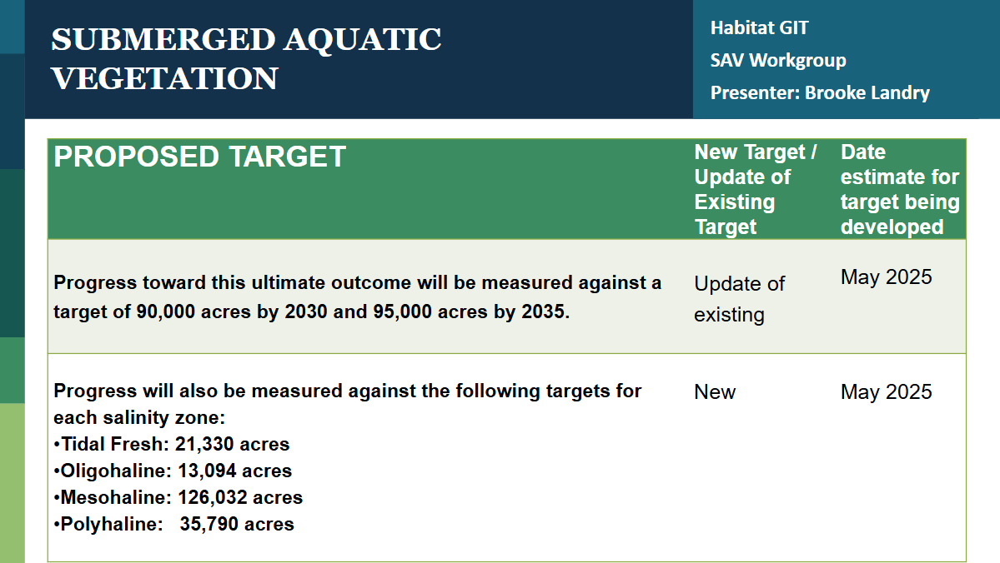 SUBMERGED AQUATIC
VEGETATION
Habitat GIT
SAV Workgroup
Presenter: Brooke Landry
PROPOSED TARGET
New Target /
Update of
Existing
Target
Date
estimate for
target being
developed
Progress toward this ultimate outcome will be measured against a
target of 90,000 acres by 2030 and 95,000 acres by 2035.
Update of
existing
May 2025
Progress will also be measured against the following targets for
each salinity zone:
•Tidal Fresh: 21,330 acres
•Oligohaline: 13,094 acres
•Mesohaline: 126,032 acres
•Polyhaline: 35,790 acres
New
May 2025